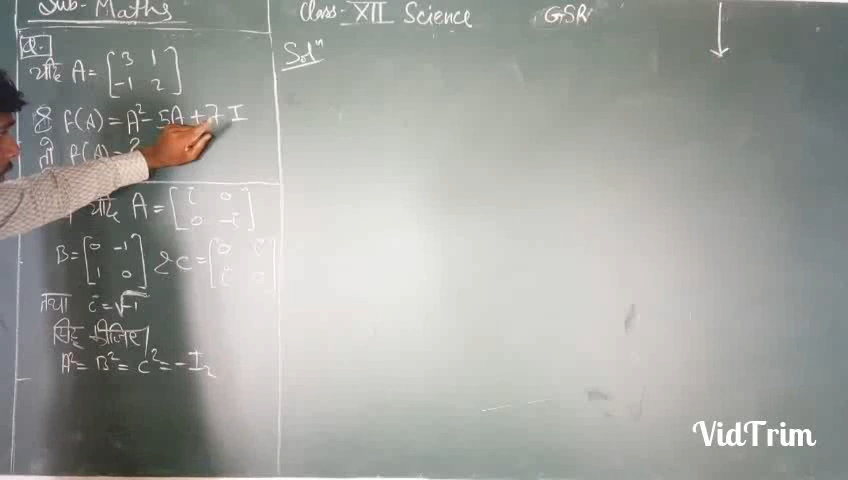 Sub- Maths
Class- XII Science GSR
Q.
यदि A = [3 1
-1 2]
& f(A) = A² - 5A + 7 I
तो f(A) = ?
Solⁿ
यदि A = [i 0
0 -i]
B = [0 -1
1 0] & C = [0 i
i 0]
तथा i = √-1
सिद्ध कीजिए।
A² = B² = C² = -I₂
VidTrim